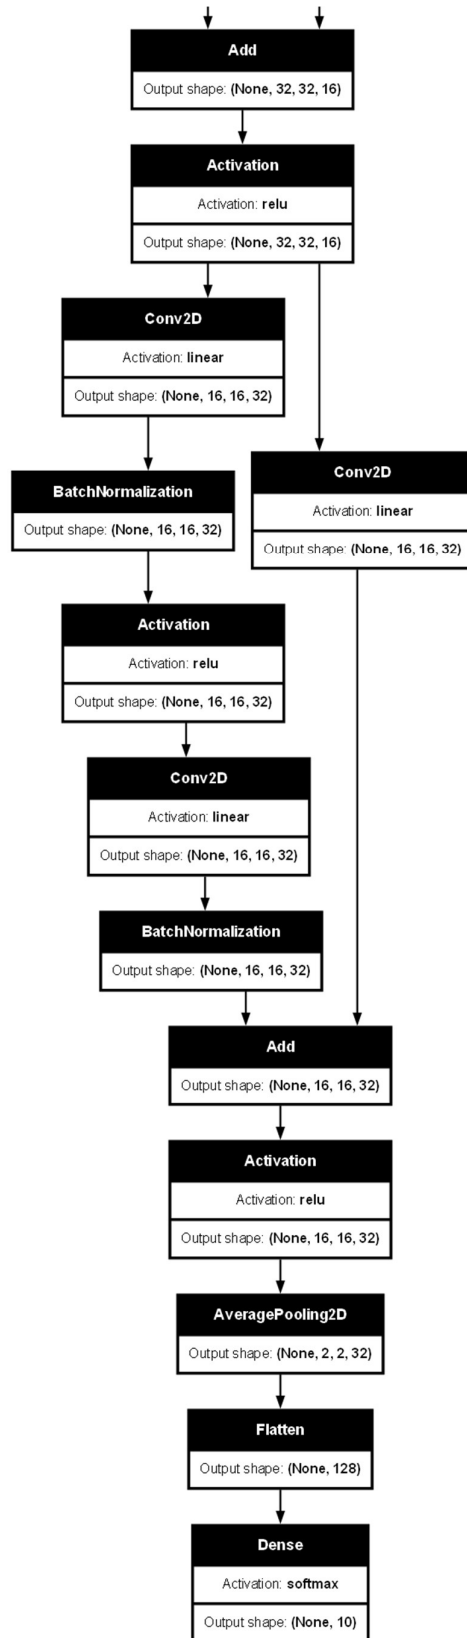 Add
Output shape: (None, 32, 32, 16)
Activation
Activation: relu
Output shape: (None, 32, 32, 16)
Conv2D
Activation: linear
Output shape: (None, 16, 16, 32)
Conv2D
Activation: linear
Output shape: (None, 16, 16, 32)
BatchNormalization
Output shape: (None, 16, 16, 32)
Activation
Activation: relu
Output shape: (None, 16, 16, 32)
Conv2D
Activation: linear
Output shape: (None, 16, 16, 32)
BatchNormalization
Output shape: (None, 16, 16, 32)
Add
Output shape: (None, 16, 16, 32)
Activation
Activation: relu
Output shape: (None, 16, 16, 32)
AveragePooling2D
Output shape: (None, 2, 2, 32)
Flatten
Output shape: (None, 128)
Dense
Activation: softmax
Output shape: (None, 10)